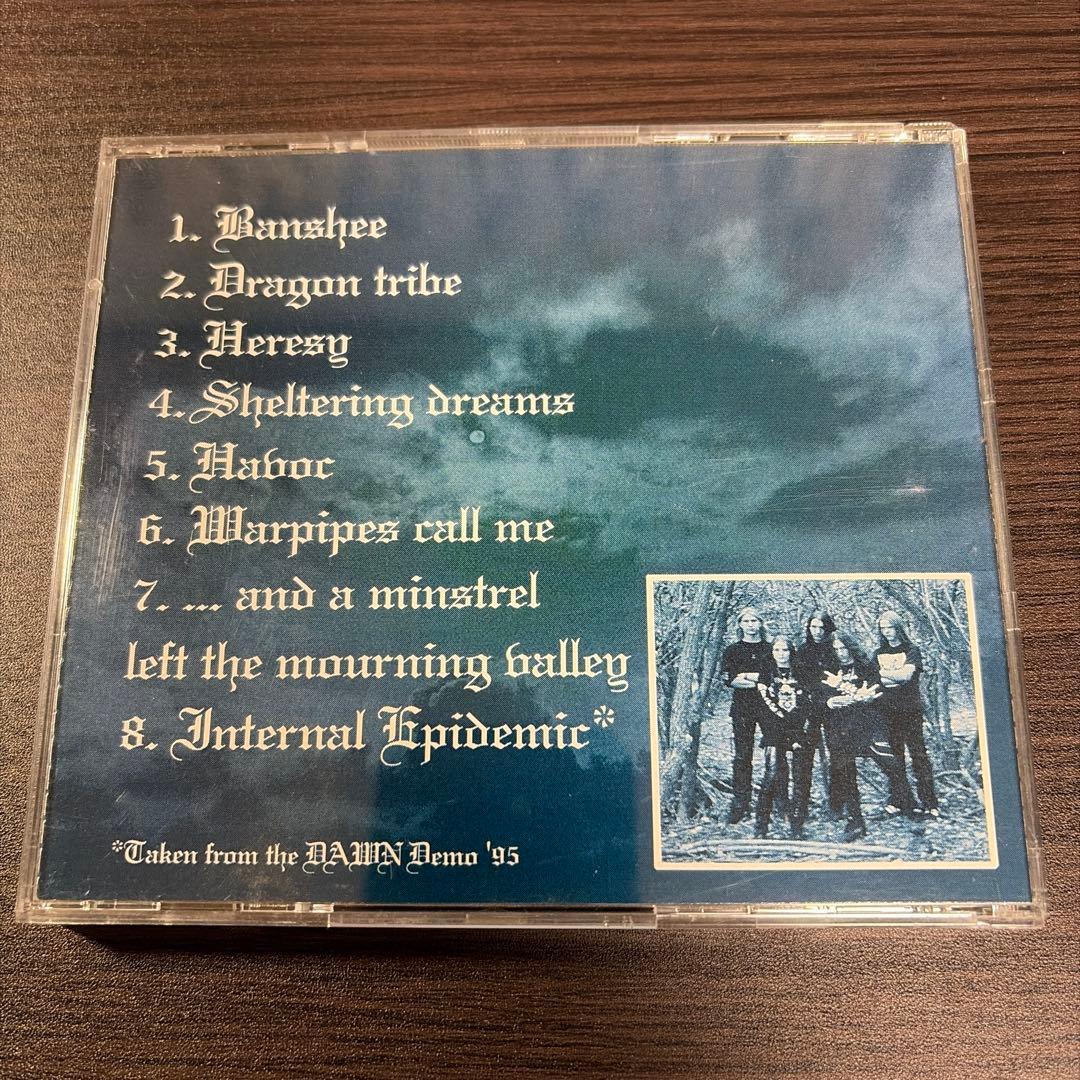 1. Banshee
2. Dragon tribe
3. Heresy
4. Sheltering dreams
5. Havoc
6. Warpipes call me
7. ... and a minstrel
left the mourning valley
8. Internal Epidemic*
*Taken from the DAWN Demo '95